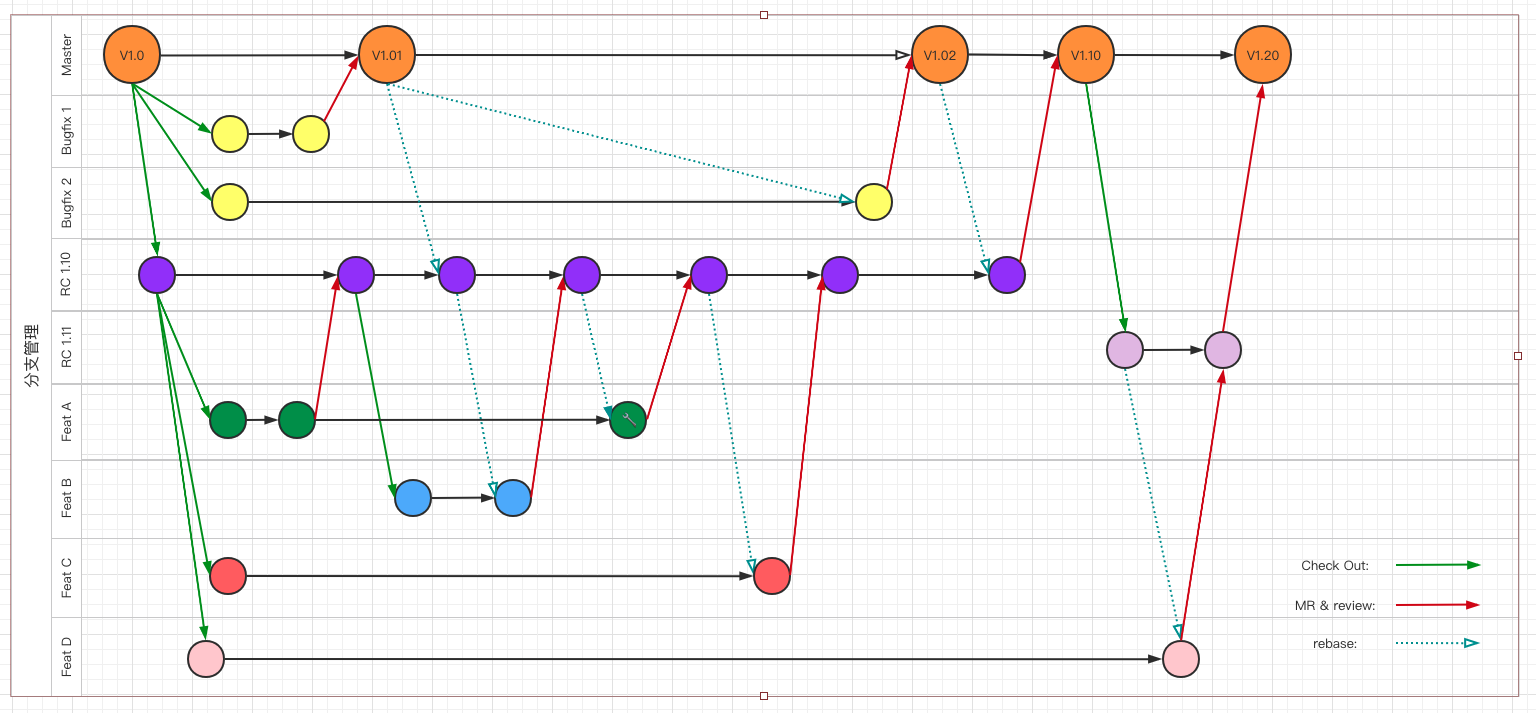 分支管理
Master
V1.0
V1.01
V1.02
V1.10
V1.20
Bugfix 1
Bugfix 2
RC 1.10
RC 1.11
Feat A
Feat B
Feat C
Feat D
Check Out:
MR & review:
rebase: